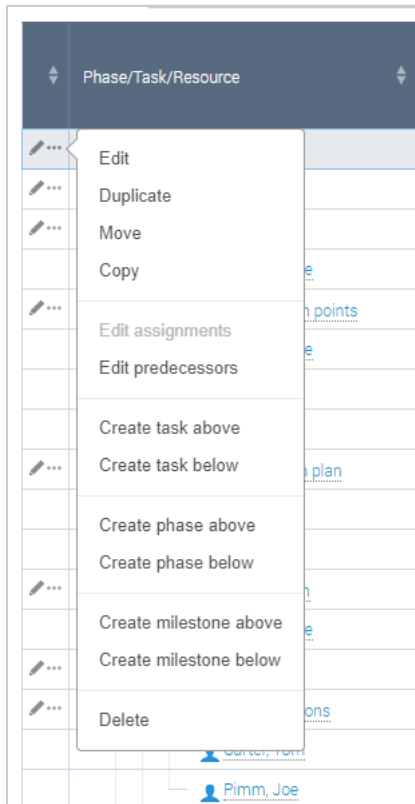 Phase/Task/Resource
Edit
Duplicate
Move
Copy
e
Edit assignments
points
e
Edit predecessors
Create task above
Create task below
plan
Create phase above
Create phase below
Create milestone above
e
Create milestone below
Delete
ons
Carter, Tom
Pimm, Joe